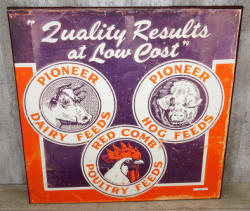 "Quality Results
at Low Cost"
PIONEER
DAIRY FEEDS
PIONEER
HOG FEEDS
RED COMB
POULTRY FEEDS